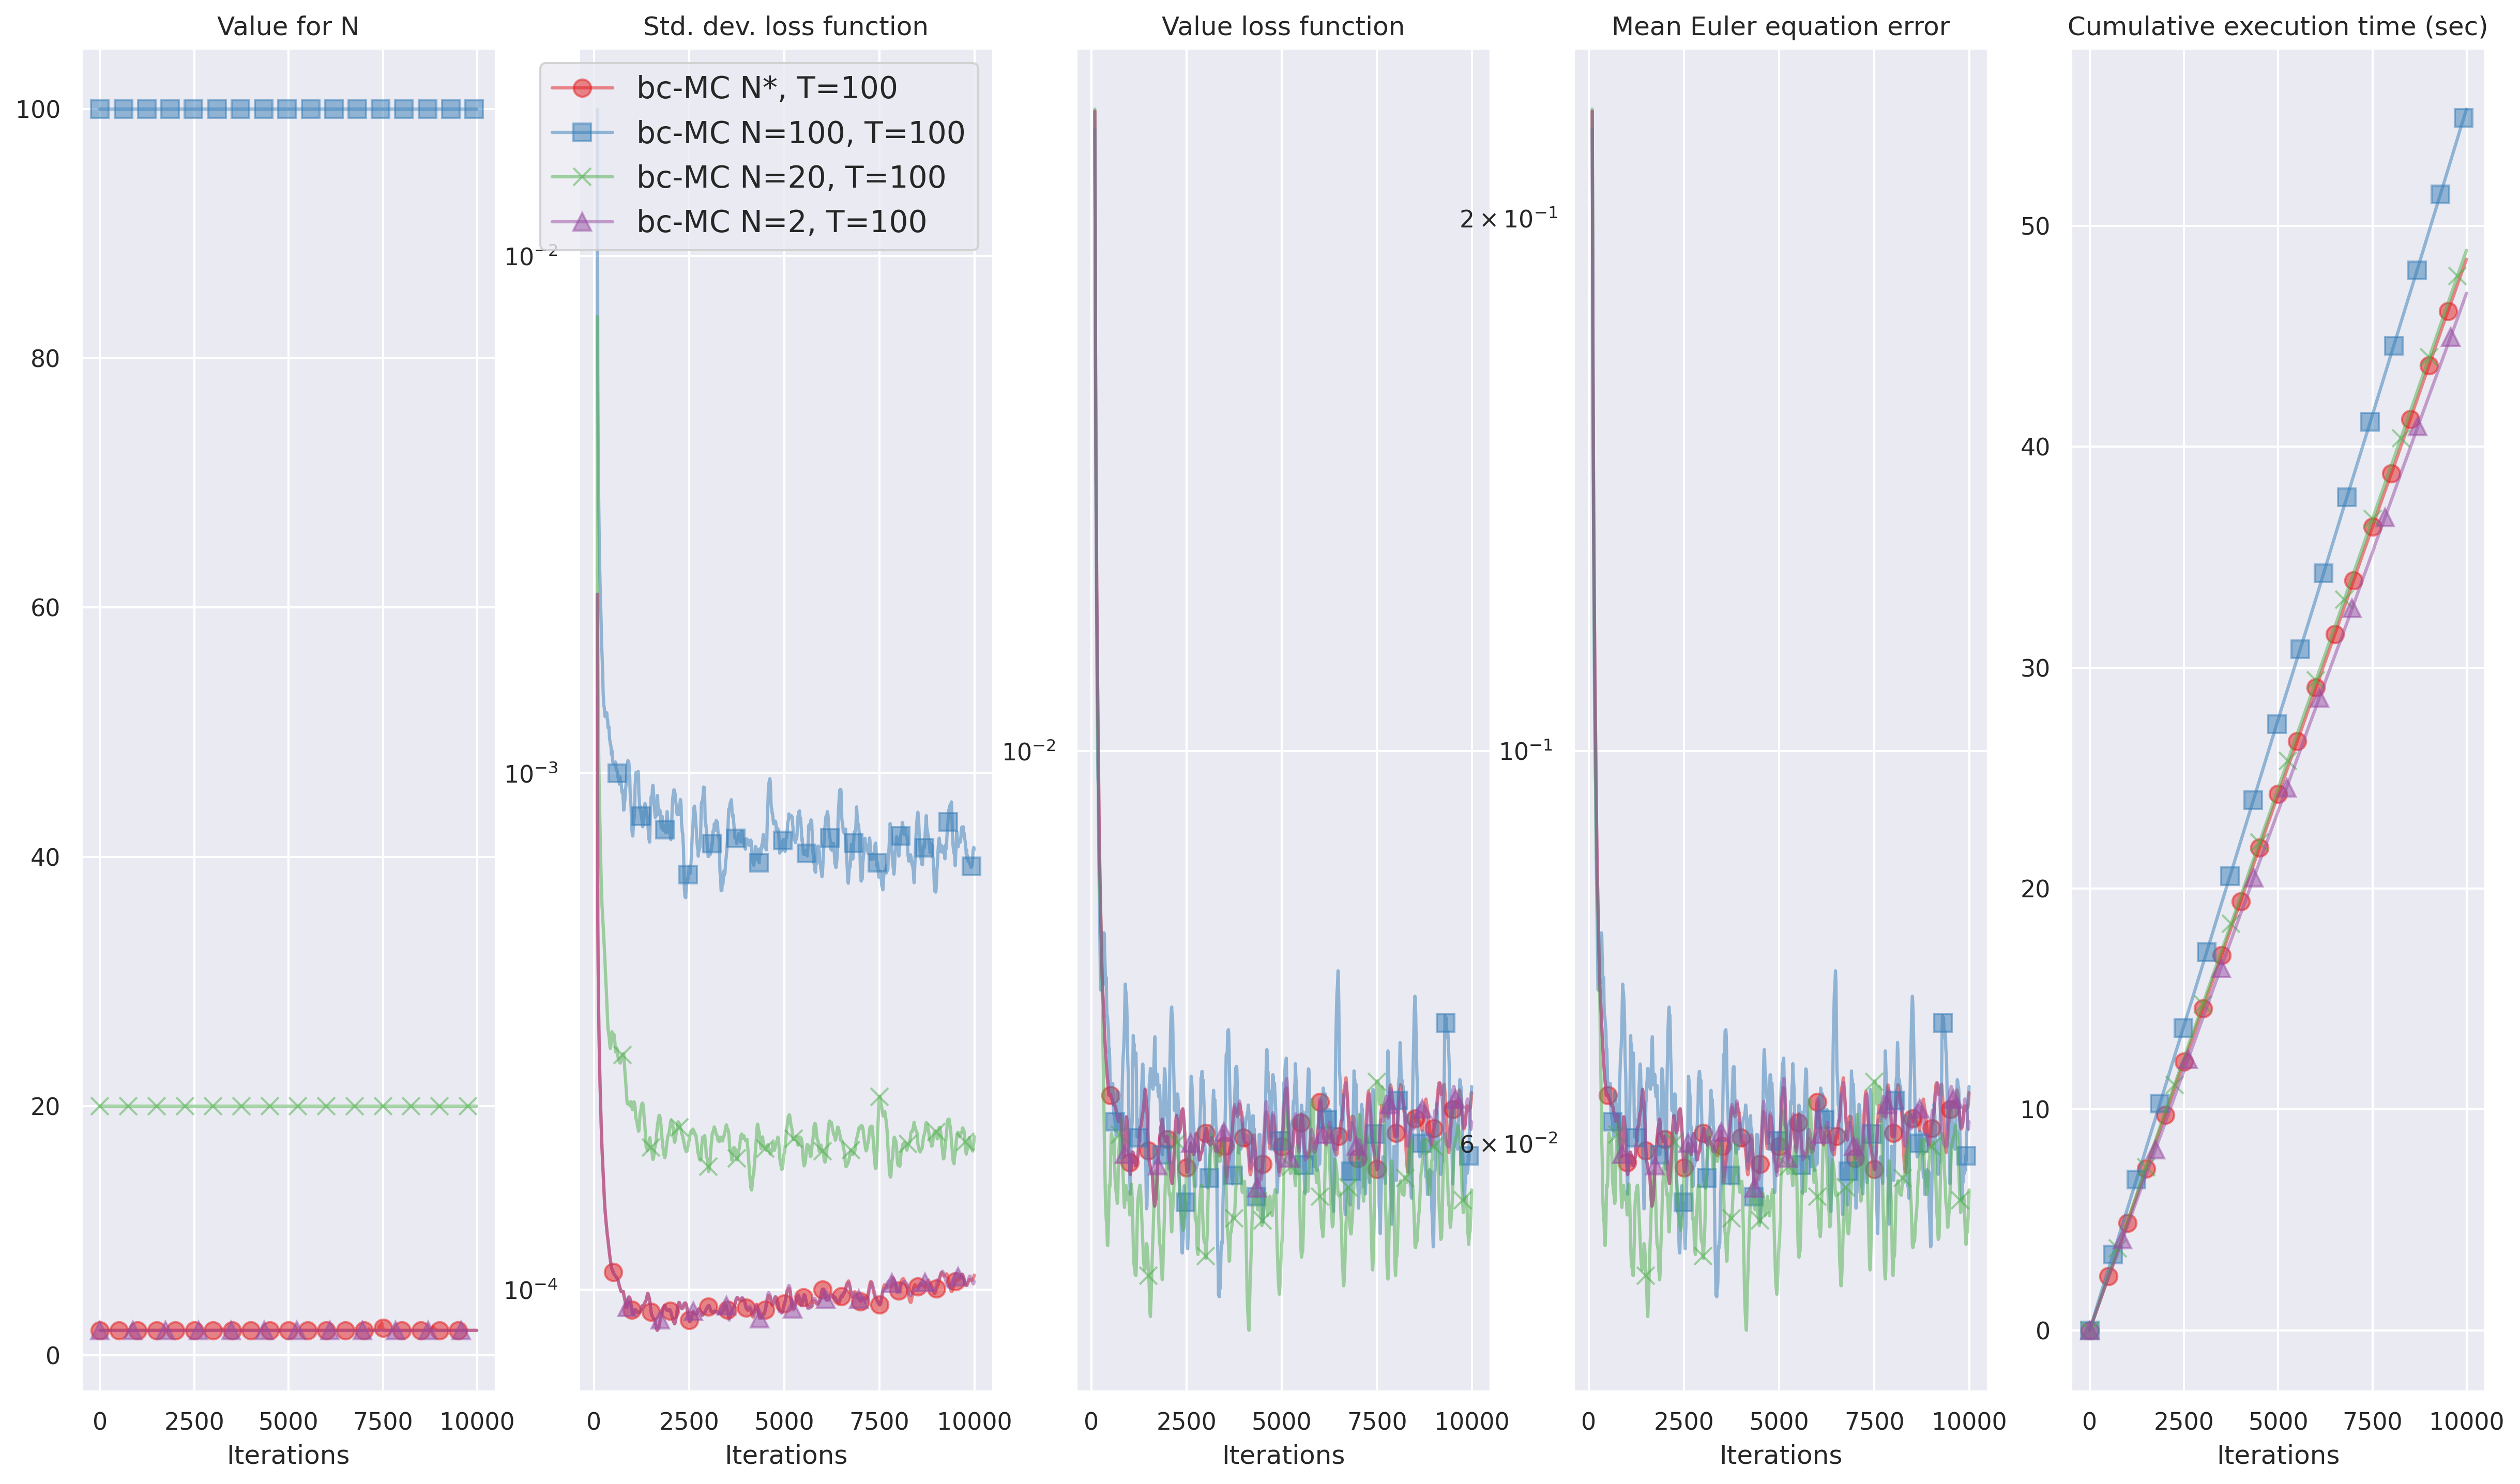 Value for N
100
80
60
40
20
0
0 2500 5000 7500 10000
Iterations
Std. dev. loss function
bc-MC N*, T=100
bc-MC N=100, T=100
bc-MC N=20, T=100
bc-MC N=2, T=100
10⁻²
10⁻³
10⁻⁴
0 2500 5000 7500 10000
Iterations
Value loss function
10⁻²
0 2500 5000 7500 10000
Iterations
Mean Euler equation error
2 × 10⁻¹
10⁻¹
6 × 10⁻²
0 2500 5000 7500 10000
Iterations
Cumulative execution time (sec)
50
40
30
20
10
0
0 2500 5000 7500 10000
Iterations